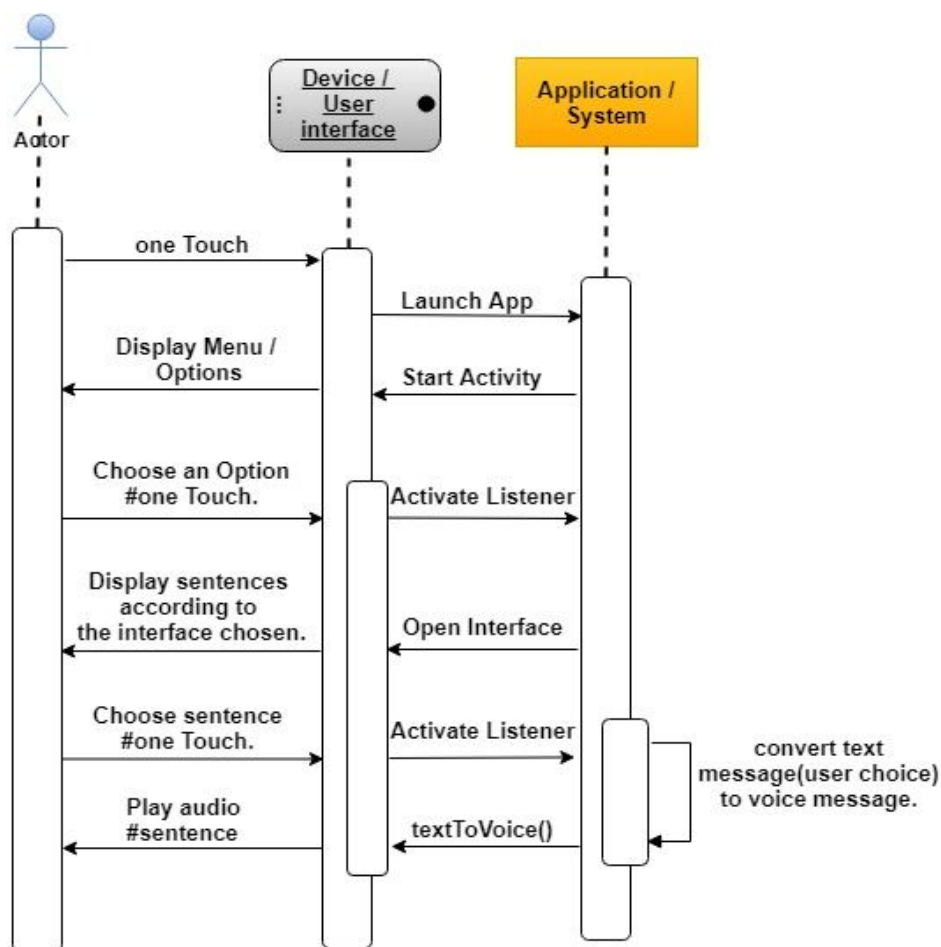 Device /
User
interface
Application /
System
Actor
one Touch
Launch App
Display Menu /
Options
Start Activity
Choose an Option
#one Touch.
Activate Listener
Display sentences
according to
the interface chosen.
Open Interface
Choose sentence
#one Touch.
Activate Listener
convert text
message(user choice)
to voice message.
Play audio
#sentence
textToVoice()